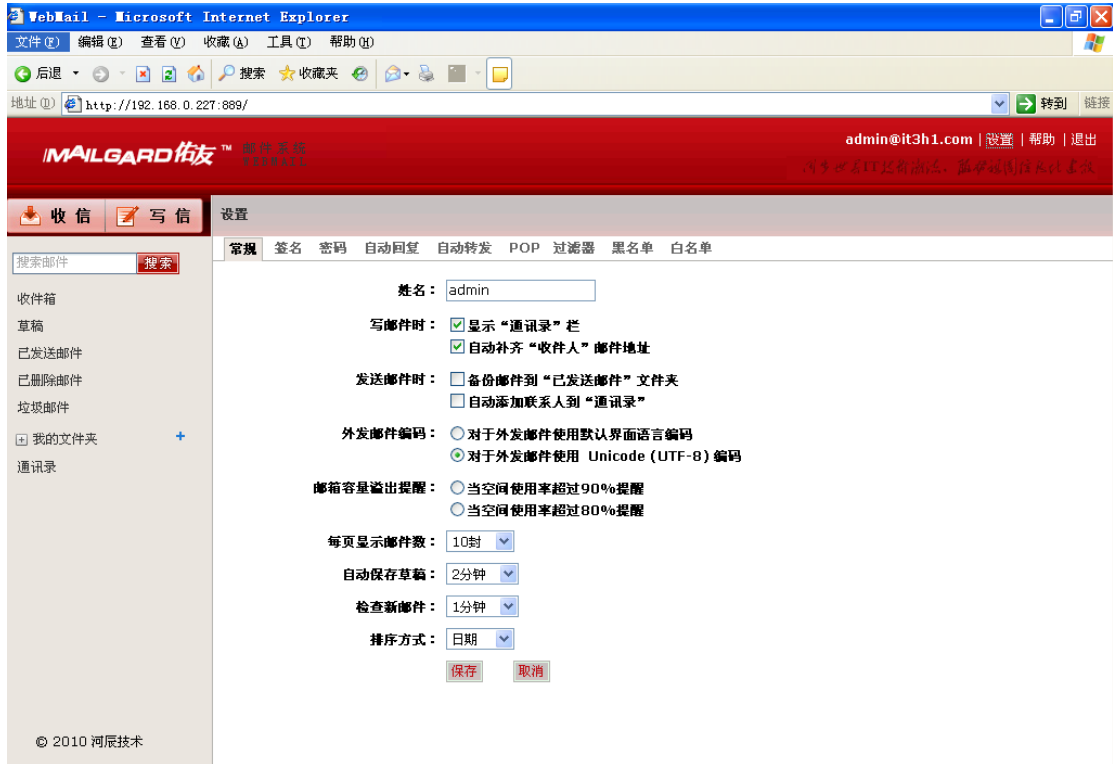 WebMail - Microsoft Internet Explorer
文件(F) 编辑(E) 查看(V) 收藏(A) 工具(T) 帮助(H)
后退 搜索 收藏夹
地址(D) http://192.168.0.227:889/ 转到 链接
MAILGARD佑友™ 邮件系统
WEBMAIL
admin@it3h1.com | 设置 | 帮助 | 退出
收信 写信 设置
常规 签名 密码 自动回复 自动转发 POP 过滤器 黑名单 白名单
搜索邮件 搜索
收件箱
草稿
已发送邮件
已删除邮件
垃圾邮件
我的文件夹 +
通讯录
姓名: admin
写邮件时: 显示“通讯录”栏
自动补齐“收件人”邮件地址
发送邮件时: 备份邮件到“已发送邮件”文件夹
自动添加联系人到“通讯录”
外发邮件编码: 对于外发邮件使用默认界面语言编码
对于外发邮件使用 Unicode(UTF-8)编码
邮箱容量溢出提醒: 当空间使用率超过90%提醒
当空间使用率超过80%提醒
每页显示邮件数: 10封
自动保存草稿: 2分钟
检查新邮件: 1分钟
排序方式: 日期
保存 取消
© 2010 河辰技术